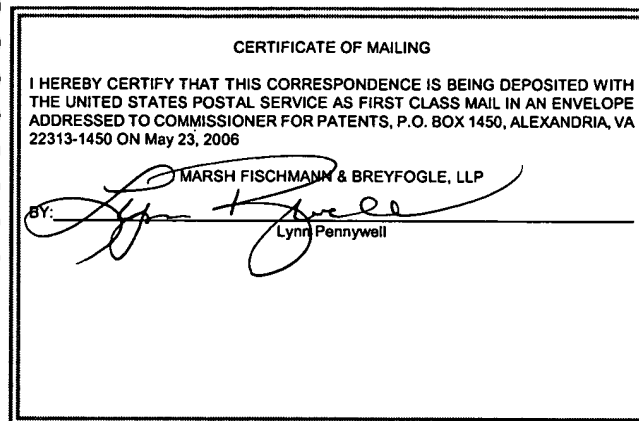 CERTIFICATE OF MAILING
I HEREBY CERTIFY THAT THIS CORRESPONDENCE IS BEING DEPOSITED WITH
THE UNITED STATES POSTAL SERVICE AS FIRST CLASS MAIL IN AN ENVELOPE
ADDRESSED TO COMMISSIONER FOR PATENTS, P.O. BOX 1450, ALEXANDRIA, VA
22313-1450 ON May 23, 2006
MARSH FISCHMANN & BREYFOGLE, LLP
BY:
Lynn Pennywell